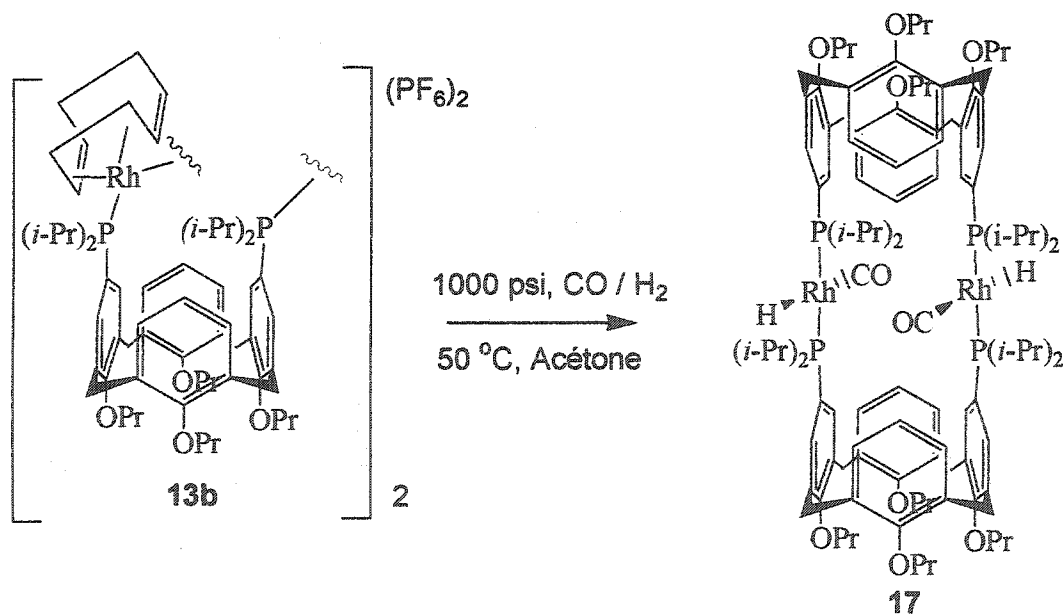 (PF6)2
Rh
(i-Pr)2P
(i-Pr)2P
OPr
OPr
OPr
OPr
13b
2
1000 psi, CO / H2
50 °C, Acétone
OPr
OPr
OPr
OPr
P(i-Pr)2
P(i-Pr)2
H
Rh
CO
OC
Rh
H
(i-Pr)2P
P(i-Pr)2
OPr
OPr
OPr
OPr
17